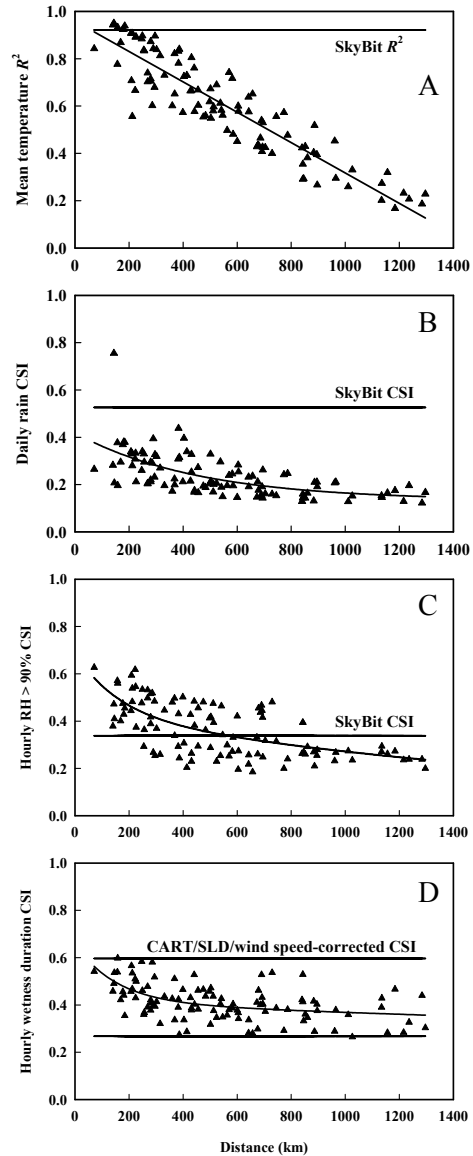 1.0
0.8
0.6
0.4
0.2
0.0
Mean temperature R²
SkyBit R²
A
0 200 400 600 800 1000 1200 1400
1.0
0.8
0.6
0.4
0.2
0.0
Daily rain CSI
B
SkyBit CSI
0 200 400 600 800 1000 1200 1400
1.0
0.8
0.6
0.4
0.2
0.0
Hourly RH > 90% CSI
C
SkyBit CSI
0 200 400 600 800 1000 1200 1400
1.0
0.8
0.6
0.4
0.2
0.0
Hourly wetness duration CSI
D
CART/SLD/wind speed-corrected CSI
0 200 400 600 800 1000 1200 1400
Distance (km)